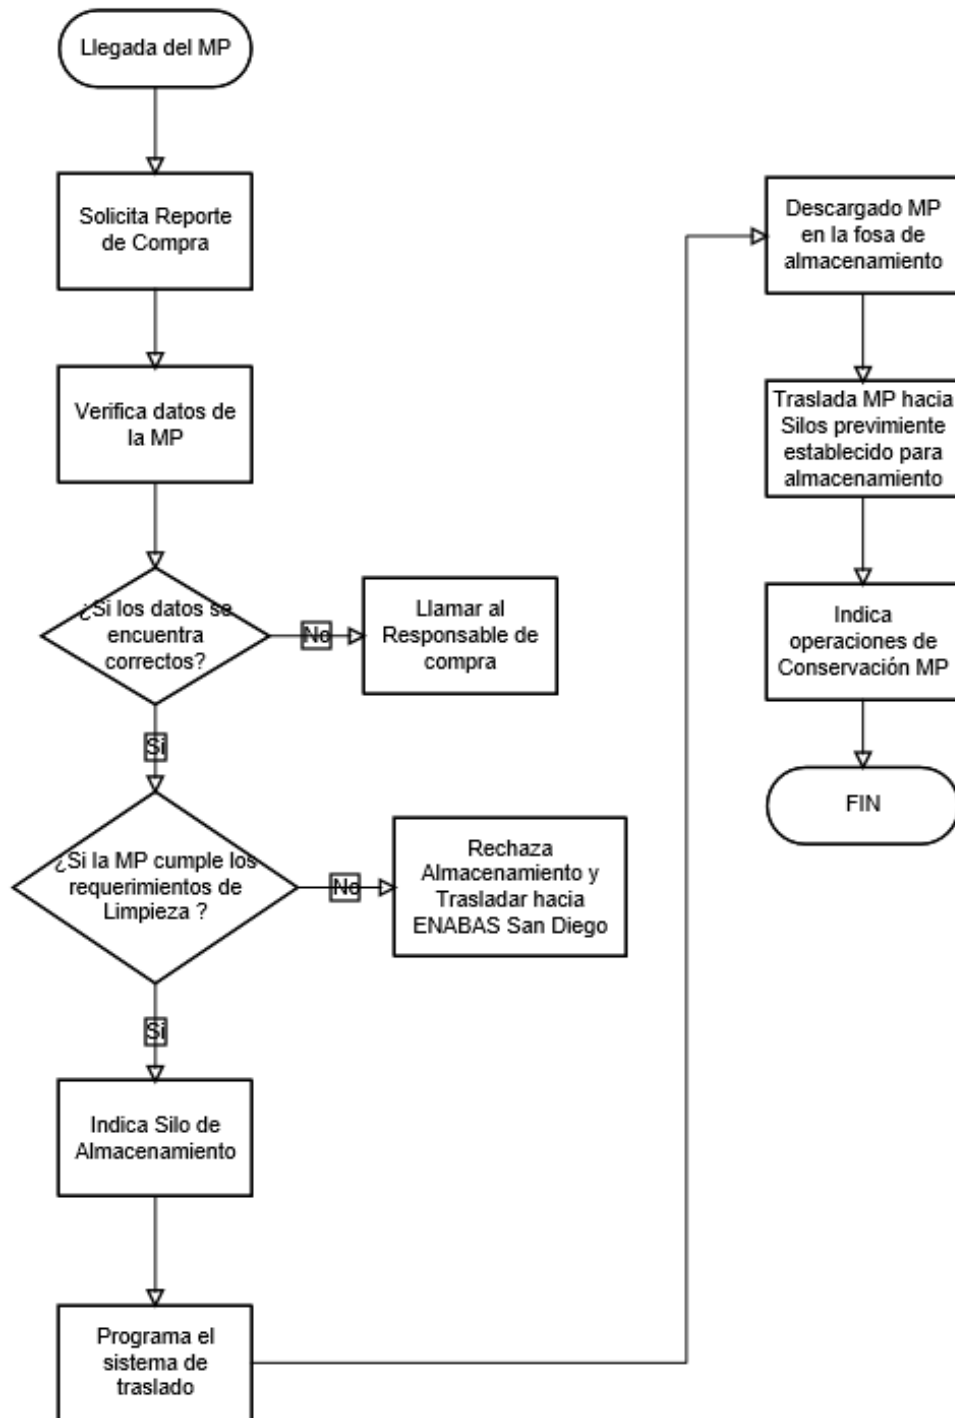 Llegada del MP
Solicita Reporte
de Compra
Verifica datos de
la MP
¿Si los datos se
encuentra
correctos?
No
Llamar al
Responsable de
compra
Si
¿Si la MP cumple los
requerimientos de
Limpieza ?
No
Rechaza
Almacenamiento y
Trasladar hacia
ENABAS San Diego
Si
Indica Silo de
Almacenamiento
Programa el
sistema de
traslado
Descargado MP
en la fosa de
almacenamiento
Traslada MP hacia
Silos previmiente
establecido para
almacenamiento
Indica
operaciones de
Conservación MP
FIN